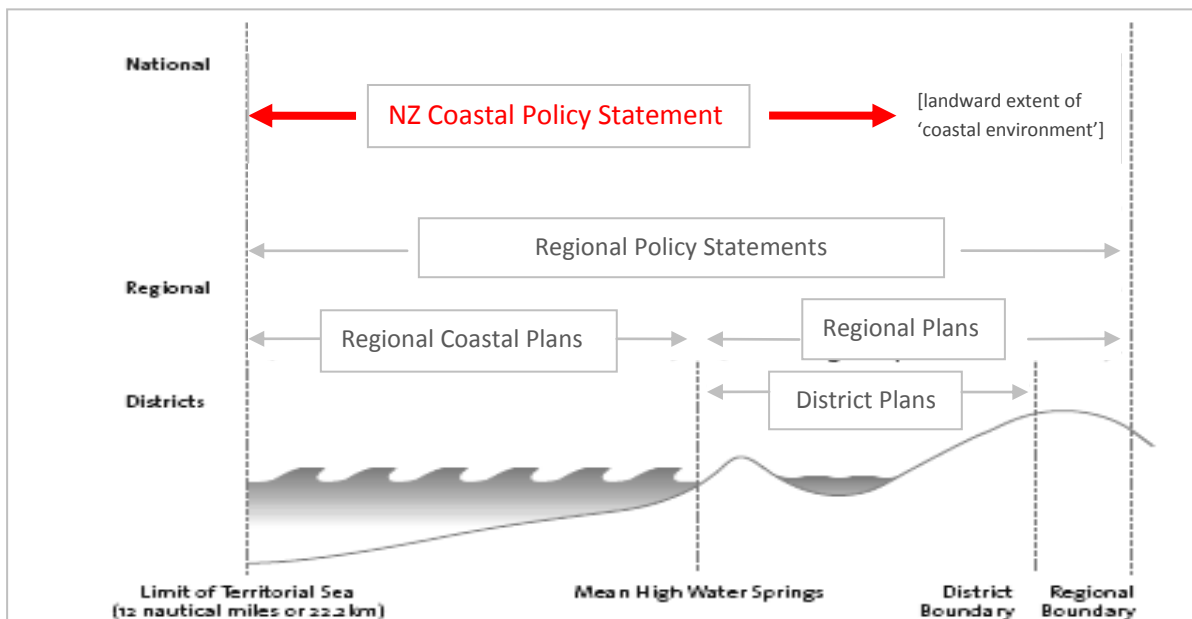 National
NZ Coastal Policy Statement
[landward extent of
‘coastal environment’]
Regional Policy Statements
Regional
Regional Coastal Plans
Regional Plans
Districts
District Plans
Limit of Territorial Sea
(12 nautical miles or 22.2km)
Mean High Water Springs
District
Boundary
Regional
Boundary